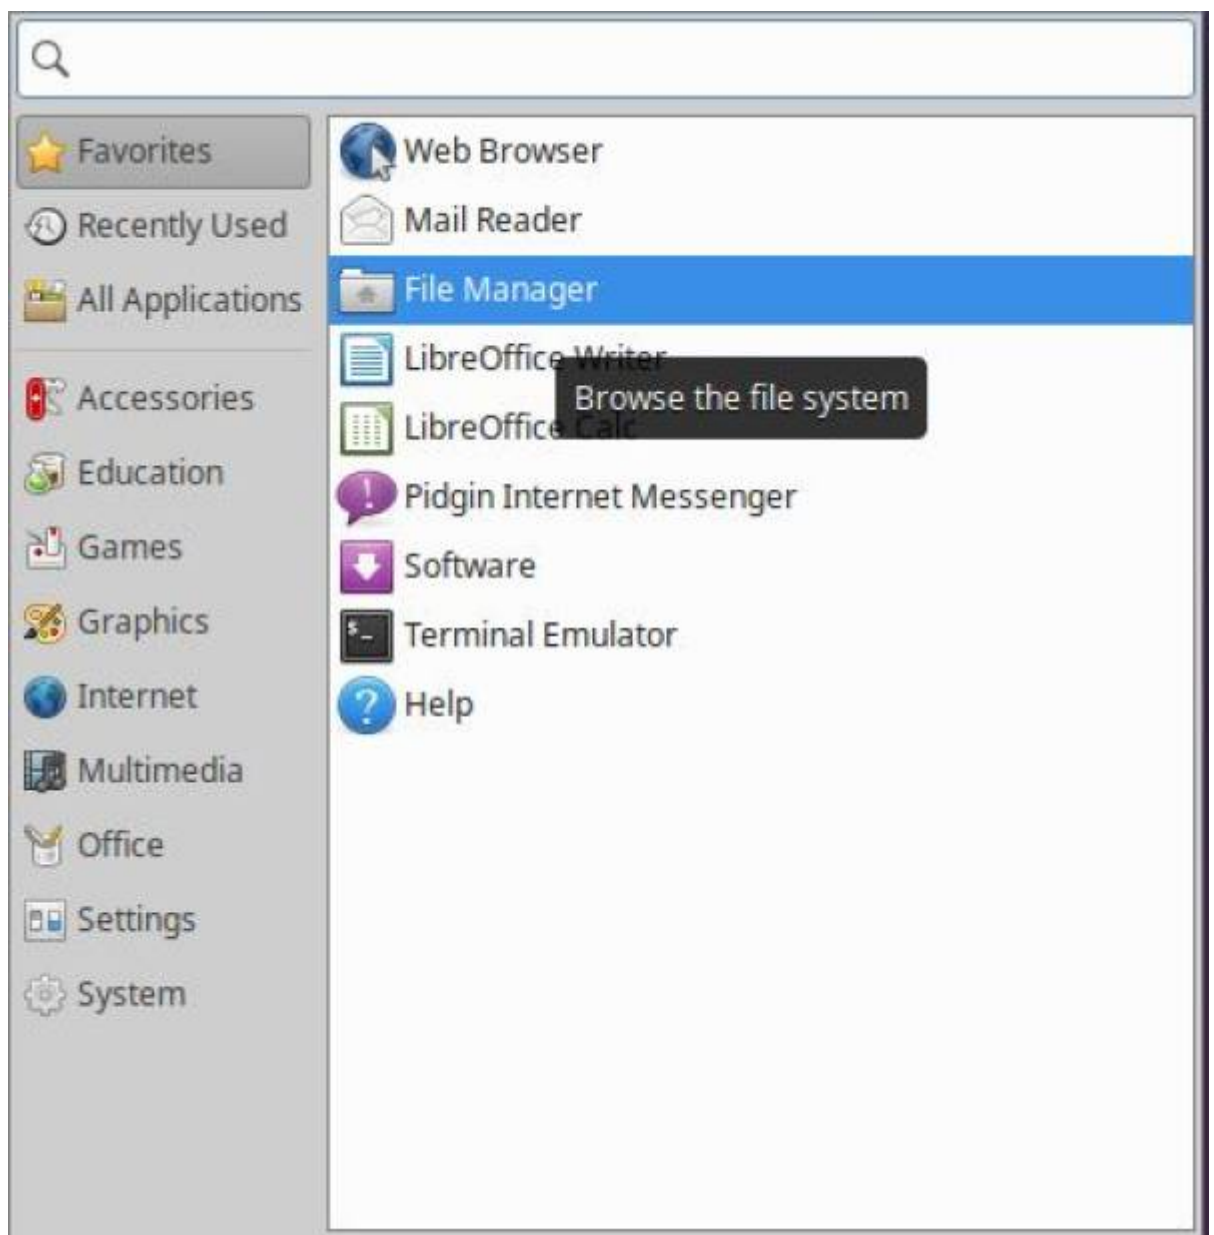 Favorites
Recently Used
All Applications
Accessories
Education
Games
Graphics
Internet
Multimedia
Office
Settings
System
Web Browser
Mail Reader
File Manager
LibreOffice Writer
Browse the file system
LibreOffice Calc
Pidgin Internet Messenger
Software
Terminal Emulator
Help